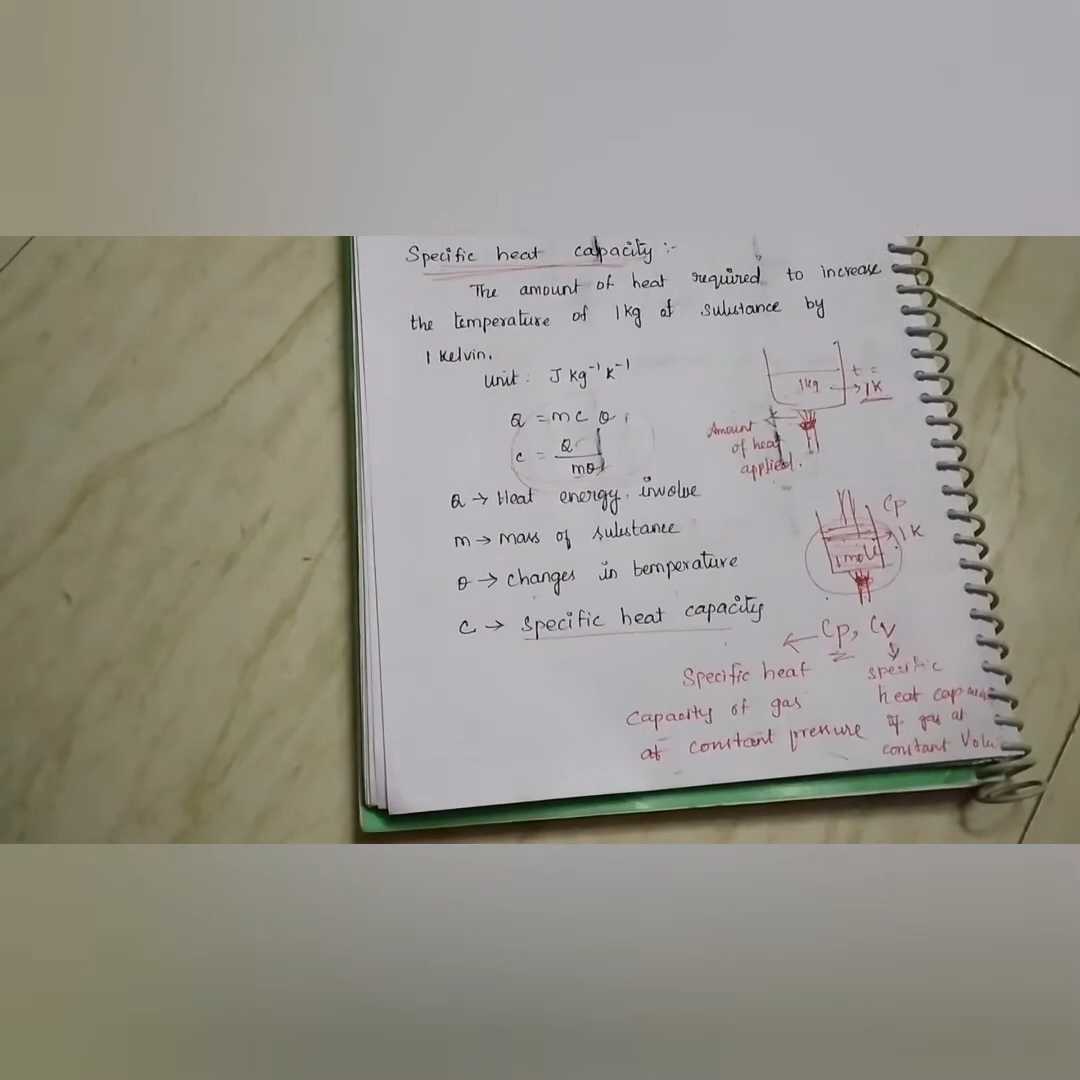 Specific heat capacity :-
The amount of heat required to increase
the temperature of 1kg of substance by
1 kelvin.
Unit : J kg⁻¹ K⁻¹
Q = m c θ
c = Q / mθ
Q → Heat energy involve
m → mass of substance
θ → changes in temperature
c → specific heat capacity
1kg → 1K
t =
Amount
of heat
applied.
Cp
1K
1 mole
← Cp, Cv
Specific heat
capacity of gas
at constant pressure
specific
heat
of gas at
constant